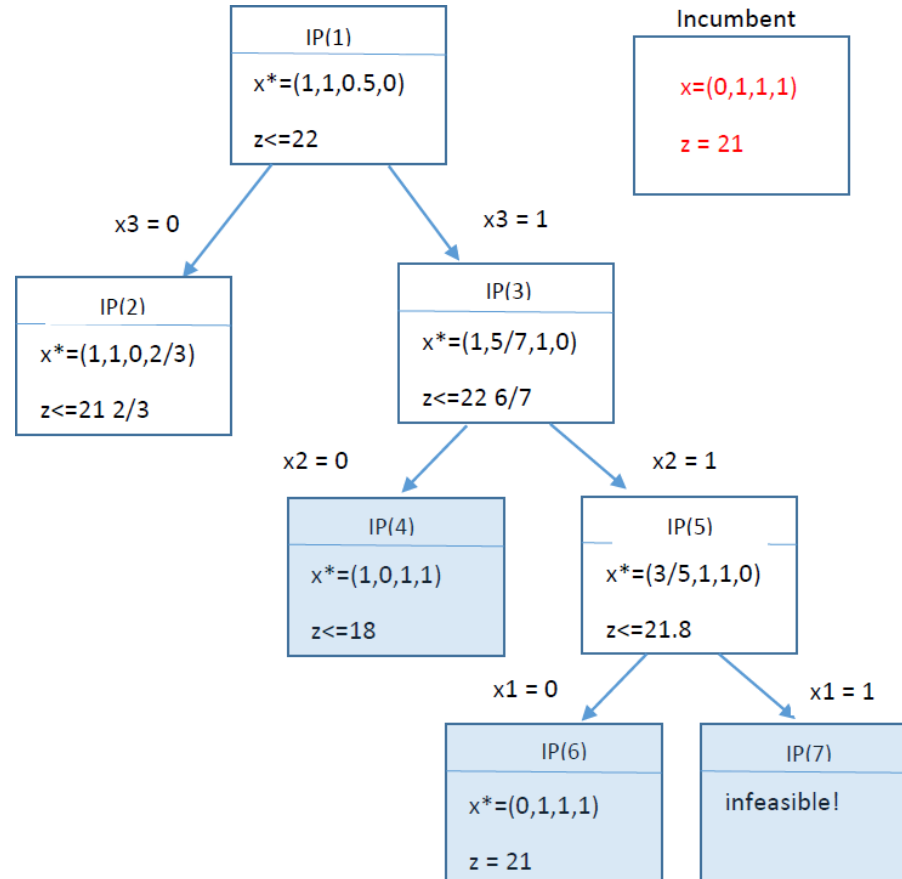 Incumbent
x=(0,1,1,1)
z = 21
IP(1)
x*=(1,1,0.5,0)
z<=22
x3 = 0
x3 = 1
IP(2)
x*=(1,1,0,2/3)
z<=21 2/3
IP(3)
x*=(1,5/7,1,0)
z<=22 6/7
x2 = 0
x2 = 1
IP(4)
x*=(1,0,1,1)
z<=18
IP(5)
x*=(3/5,1,1,0)
z<=21.8
x1 = 0
x1 = 1
IP(6)
x*=(0,1,1,1)
z = 21
IP(7)
infeasible!